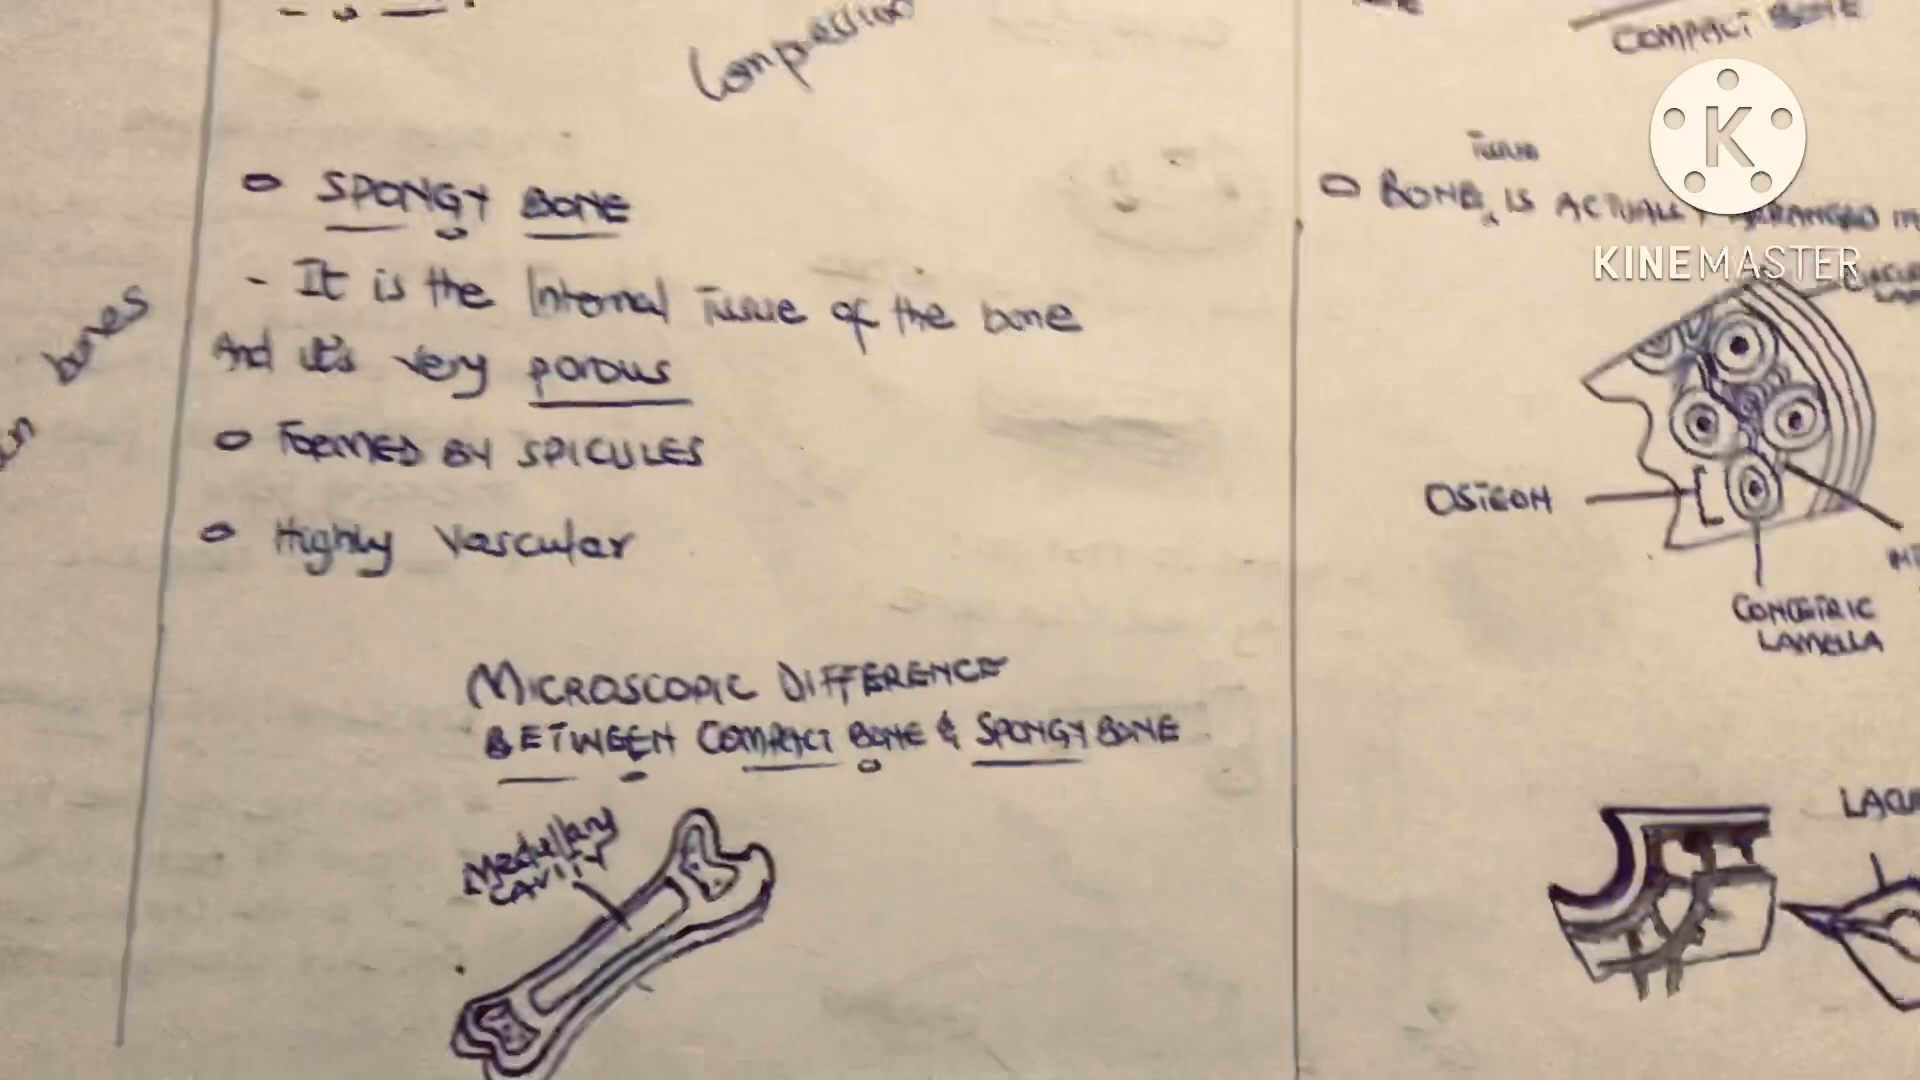 Compression
SPONGY BONE
- It is the Internal Tissue of the bone
And it's very porous
FORMED BY SPICULES
Highly Vascular
MICROSCOPIC DIFFERENCE
BETWEEN COMPACT BONE & SPONGY BONE
Medullary
CAVITY
bones
COMPACT BONE
Tissue
BONE IS ACTUALLY ARRANGED IN
KINEMASTER
OSTEON
CONCETRIC
LAMELLA